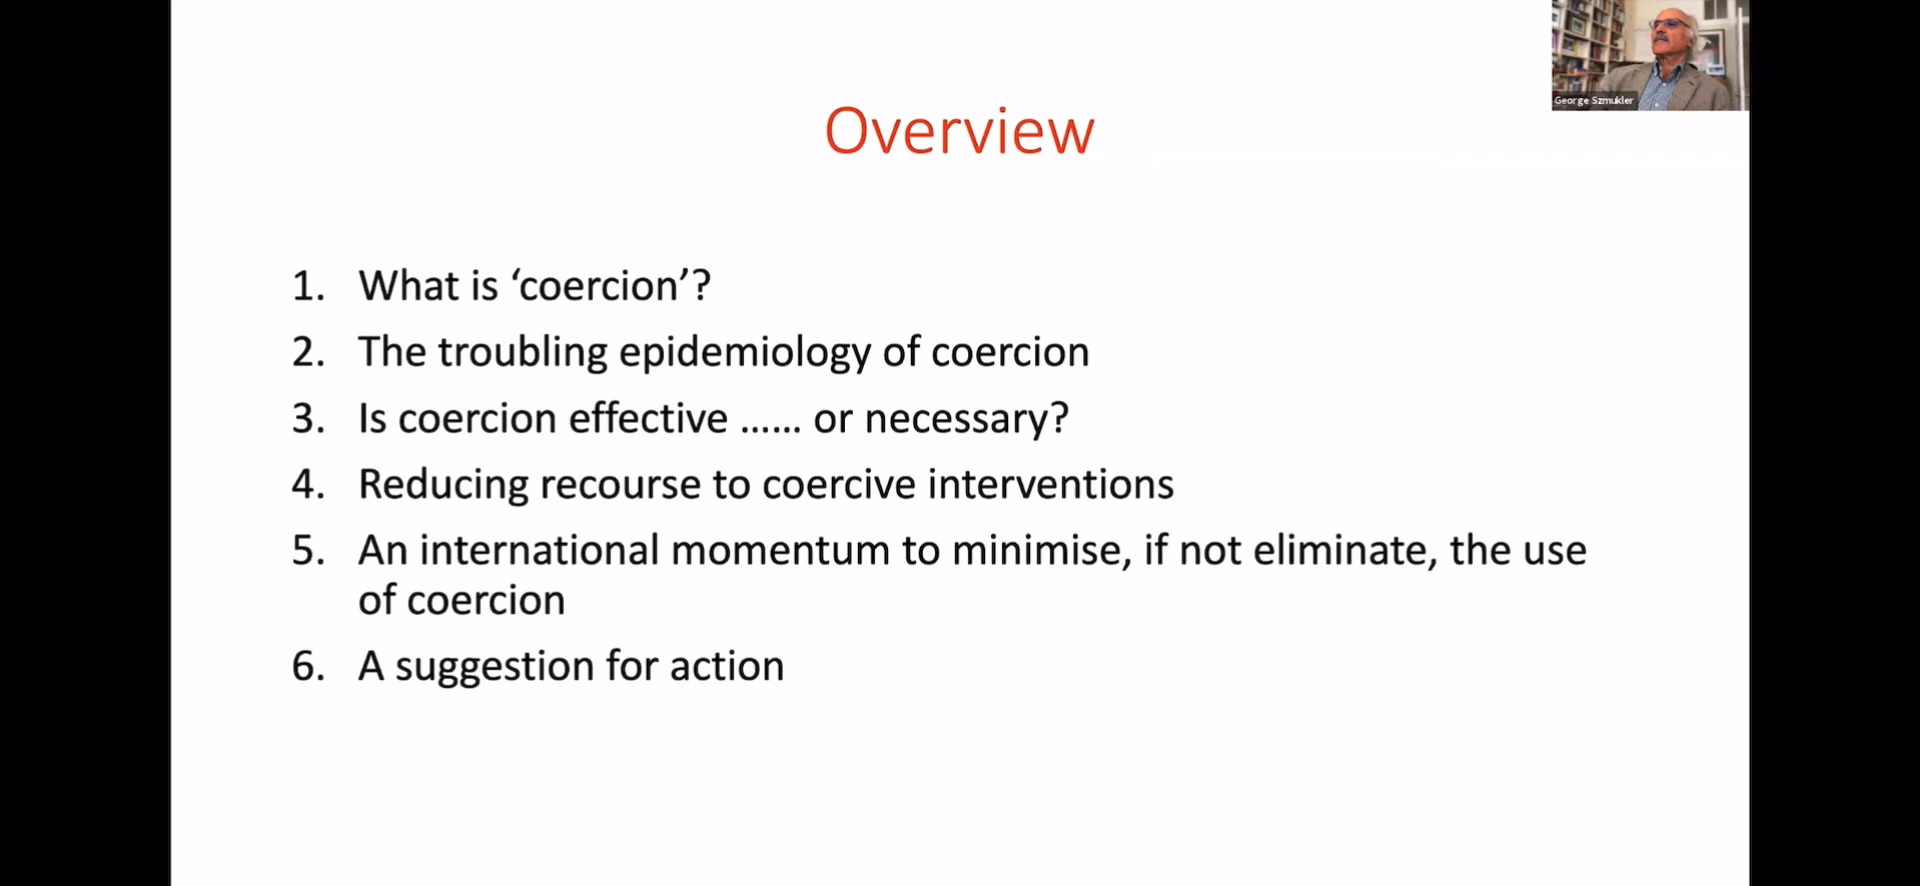 George Szmukler
Overview
1. What is ‘coercion’?
2. The troubling epidemiology of coercion
3. Is coercion effective …… or necessary?
4. Reducing recourse to coercive interventions
5. An international momentum to minimise, if not eliminate, the use
of coercion
6. A suggestion for action